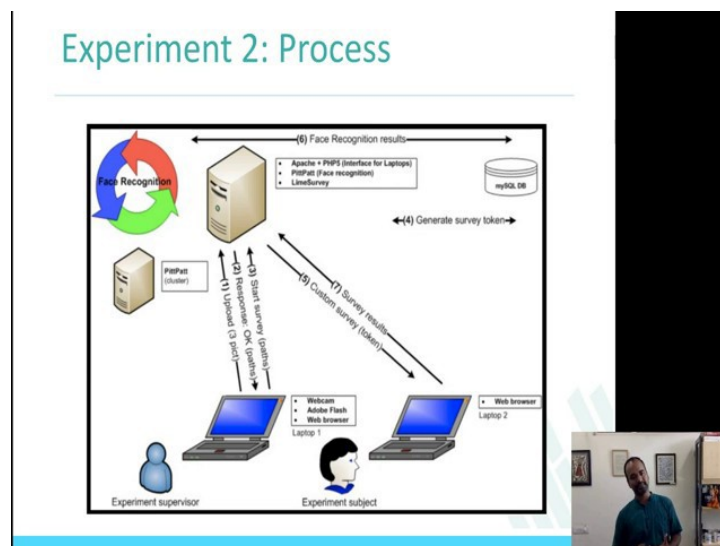 Experiment 2: Process
(6) Face Recognition results
Face Recognition
• Apache + PHP5 (Interface for Laptops)
• PittPatt (Face recognition)
• LimeSurvey
mySQL DB
(4) Generate survey token
PittPatt
(cluster)
(1) Upload (3 pict)
(2) Response: OK (paths)
(3) Start survey (paths)
(5) Custom survey (token)
(7) Survey results
• Webcam
• Adobe Flash
• Web browser
Laptop 1
• Web browser
Laptop 2
Experiment supervisor
Experiment subject